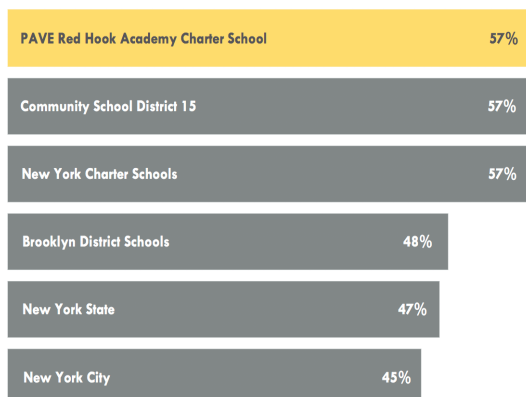 PAVE Red Hook Academy Charter School 57%
Community School District 15 57%
New York Charter Schools 57%
Brooklyn District Schools 48%
New York State 47%
New York City 45%